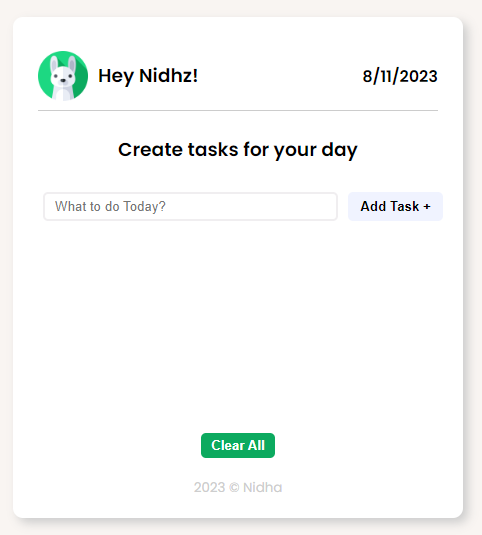 Hey Nidhz!
8/11/2023
Create tasks for your day
What to do Today?
Add Task +
Clear All
2023 © Nidha